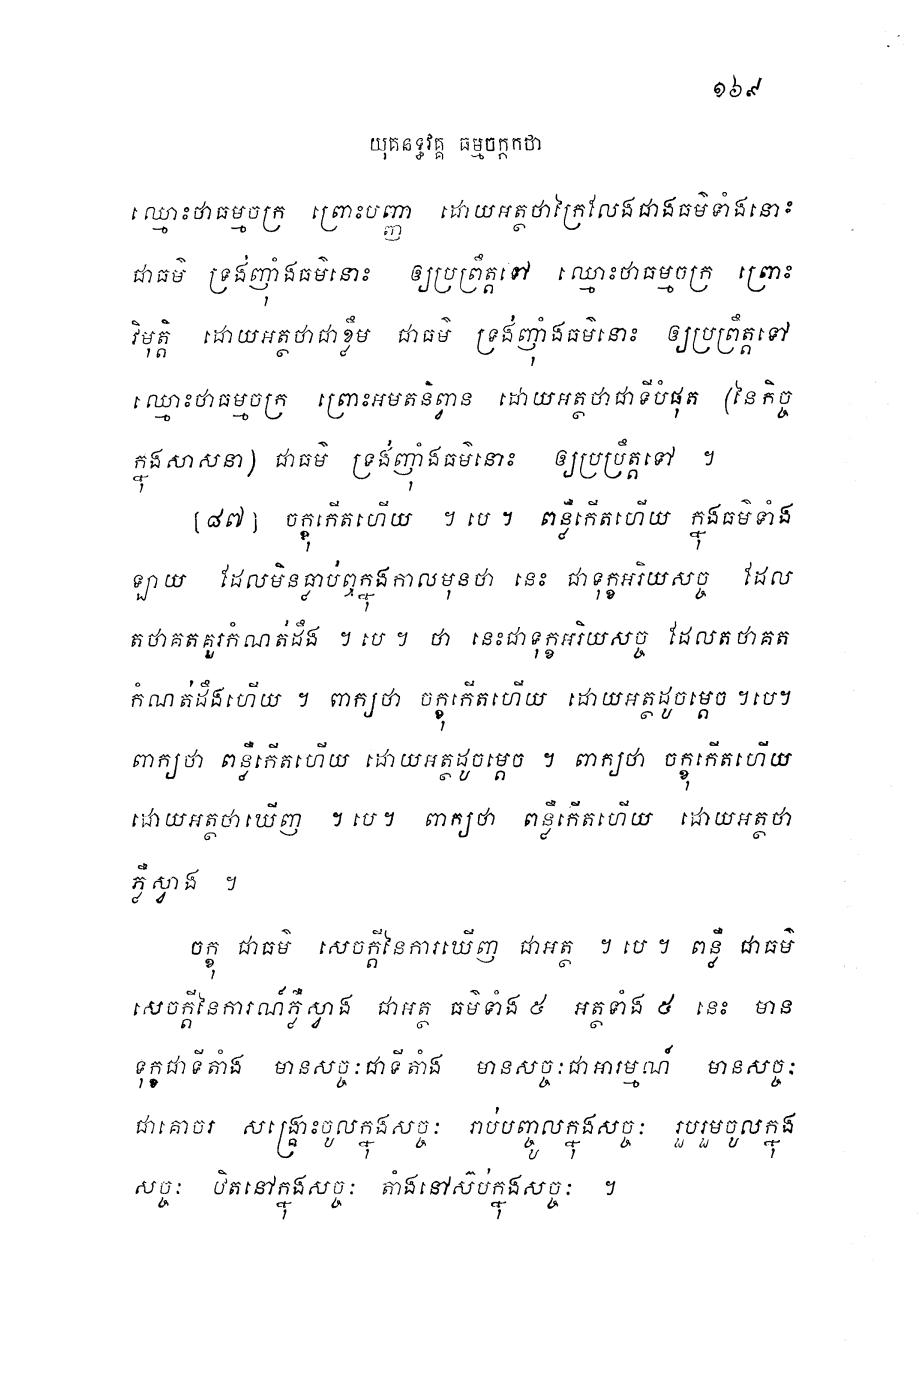 ១៦៩
យុគនទ្ធវគ្គ ធម្មចក្កកថា
ឈ្មោះថាធម្មចក្រ ព្រោះបញ្ញា ដោយអត្ថថាក្រៃលែងជាងធម៌ទាំងនោះ
ជាធម៌ ទ្រង់ញ៉ាំងធម៌នោះ ឲ្យប្រព្រឹត្តទៅ ឈ្មោះថាធម្មចក្រ ព្រោះ
វិមុត្តិ ដោយអត្ថថាជាខ្លឹម ជាធម៌ ទ្រង់ញ៉ាំងធម៌នោះ ឲ្យប្រព្រឹត្តទៅ
ឈ្មោះថាធម្មចក្រ ព្រោះអមតនិព្វាន ដោយអត្ថថាជាទីបំផុត (នៃកិច្ច
ក្នុងសាសនា) ជាធម៌ ទ្រង់ញ៉ាំងធម៌នោះ ឲ្យប្រប្រឹត្តទៅ ។
[៨៧] ចក្ខុកើតហើយ ។ បេ ។ ពន្លឺកើតហើយ ក្នុងធម៌ទាំង
ឡាយ ដែលមិនធ្លាប់ឮក្នុងកាលមុនថា នេះ ជាទុក្ខអរិយសច្ច ដែល
តថាគតគួរកំណត់ដឹង ។ បេ ។ ថា នេះជាទុក្ខអរិយសច្ច ដែលតថាគត
កំណត់ដឹងហើយ ។ ពាក្យថា ចក្ខុកើតហើយ ដោយអត្ថដូចម្តេច ។បេ។
ពាក្យថា ពន្លឺកើតហើយ ដោយអត្ថដូចម្តេច ។ ពាក្យថា ចក្ខុកើតហើយ
ដោយអត្ថថាឃើញ ។ បេ។ ពាក្យថា ពន្លឺកើតហើយ ដោយអត្ថថា
ភ្លឺស្វាង ។
ចក្ខុ ជាធម៌ សេចក្តីនៃការឃើញ ជាអត្ថ ។ បេ ។ ពន្លឺ ជាធម៌
សេចក្តីនៃការណ៍ភ្លឺស្វាង ជាអត្ថ ធម៌ទាំង ៥ អត្ថទាំង ៥ នេះ មាន
ទុក្ខជាទីតាំង មានសច្ចៈជាទីតាំង មានសច្ចៈជាអារម្មណ៍ មានសច្ចៈ
ជាគោចរ សង្គ្រោះចូលក្នុងសច្ចៈ រាប់បញ្ចូលក្នុងសច្ចៈ រួបរួមចូលក្នុង
សច្ចៈ ឋិតនៅក្នុងសច្ចៈ តាំងនៅស៊ប់ក្នុងសច្ចៈ ។